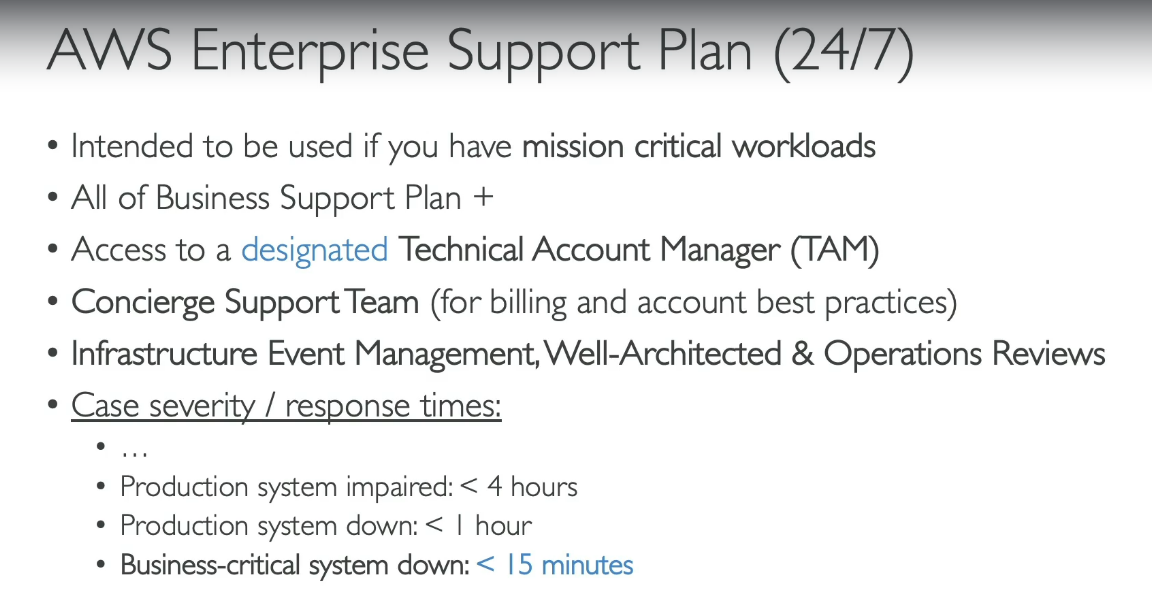 AWS Enterprise Support Plan (24/7)
• Intended to be used if you have mission critical workloads
• All of Business Support Plan +
• Access to a designated Technical Account Manager (TAM)
• Concierge Support Team (for billing and account best practices)
• Infrastructure Event Management, Well-Architected & Operations Reviews
• Case severity / response times:
• …
• Production system impaired: < 4 hours
• Production system down: < 1 hour
• Business-critical system down: < 15 minutes